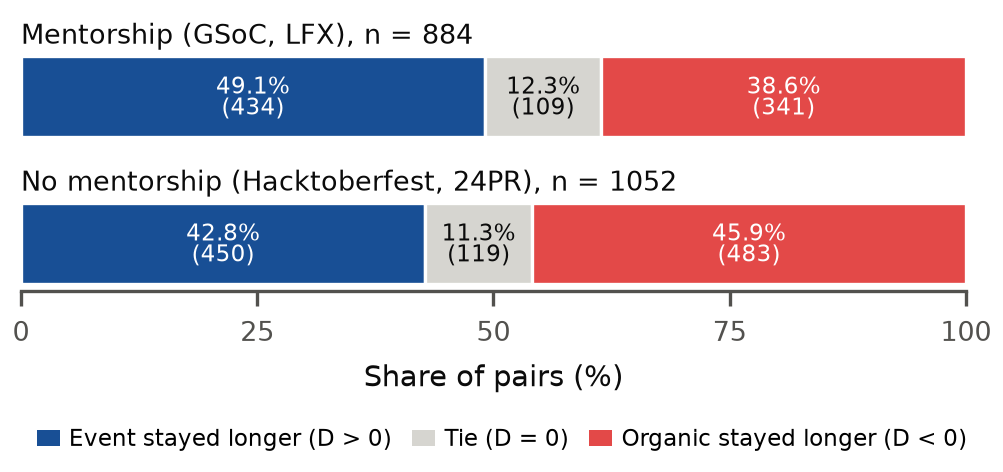 Mentorship (GSoC, LFX), n = 884
49.1% 12.3% 38.6%
(434) (109) (341)
No mentorship (Hacktoberfest, 24PR), n = 1052
42.8% 11.3% 45.9%
(450) (119) (483)
0 25 50 75 100
Share of pairs (%)
Event stayed longer (D > 0) Tie (D = 0) Organic stayed longer (D < 0)